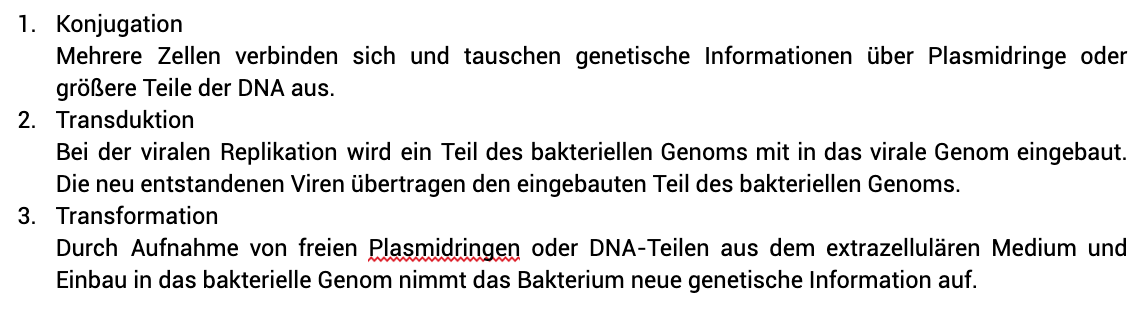 1. Konjugation
Mehrere Zellen verbinden sich und tauschen genetische Informationen über Plasmidringe oder
größere Teile der DNA aus.
2. Transduktion
Bei der viralen Replikation wird ein Teil des bakteriellen Genoms mit in das virale Genom eingebaut.
Die neu entstandenen Viren übertragen den eingebauten Teil des bakteriellen Genoms.
3. Transformation
Durch Aufnahme von freien Plasmidringen oder DNA-Teilen aus dem extrazellulären Medium und
Einbau in das bakterielle Genom nimmt das Bakterium neue genetische Information auf.